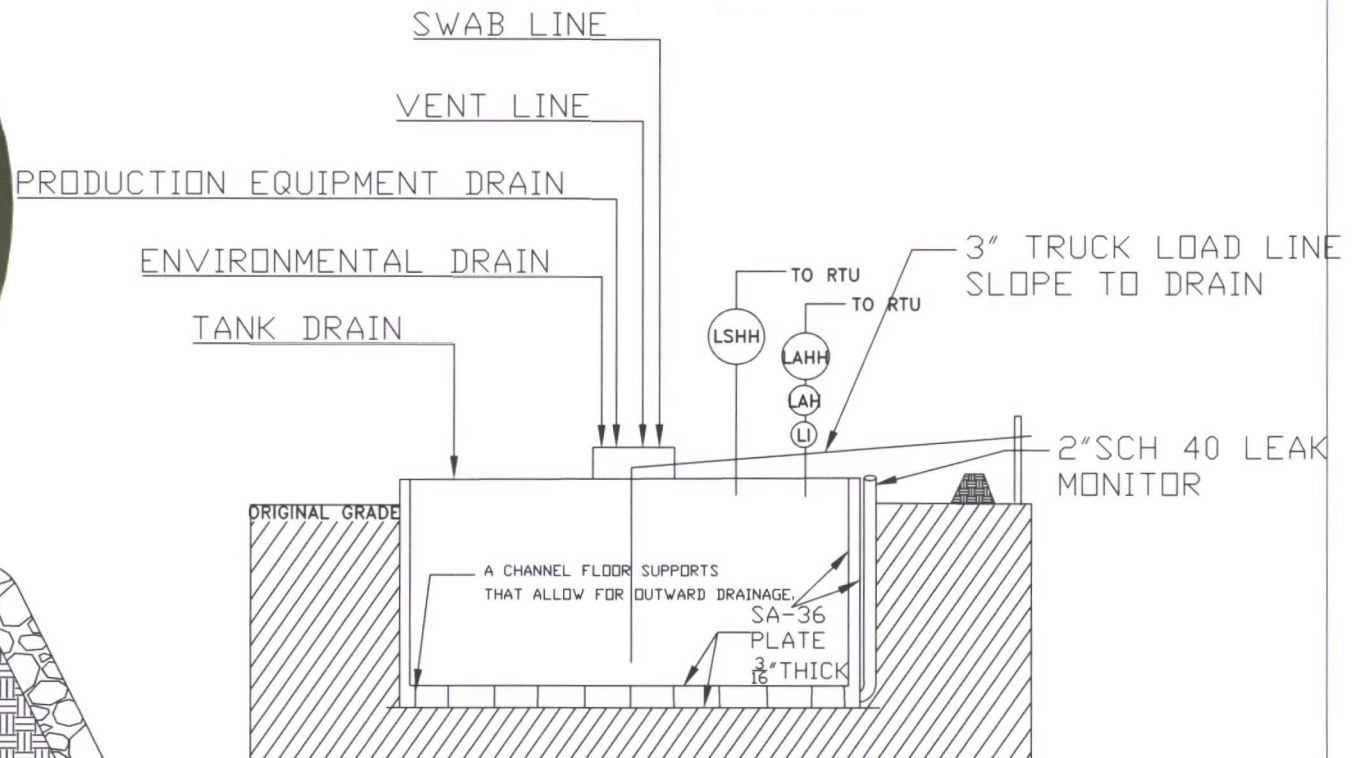 SWAB LINE
VENT LINE
PRODUCTION EQUIPMENT DRAIN
ENVIRONMENTAL DRAIN
TANK DRAIN
TO RTU
TO RTU
3" TRUCK LOAD LINE
SLOPE TO DRAIN
LSHH
LAHH
LAH
LI
2"SCH 40 LEAK
MONITOR
ORIGINAL GRADE
A CHANNEL FLOOR SUPPORTS
THAT ALLOW FOR OUTWARD DRAINAGE.
SA-36
PLATE
3/16"THICK